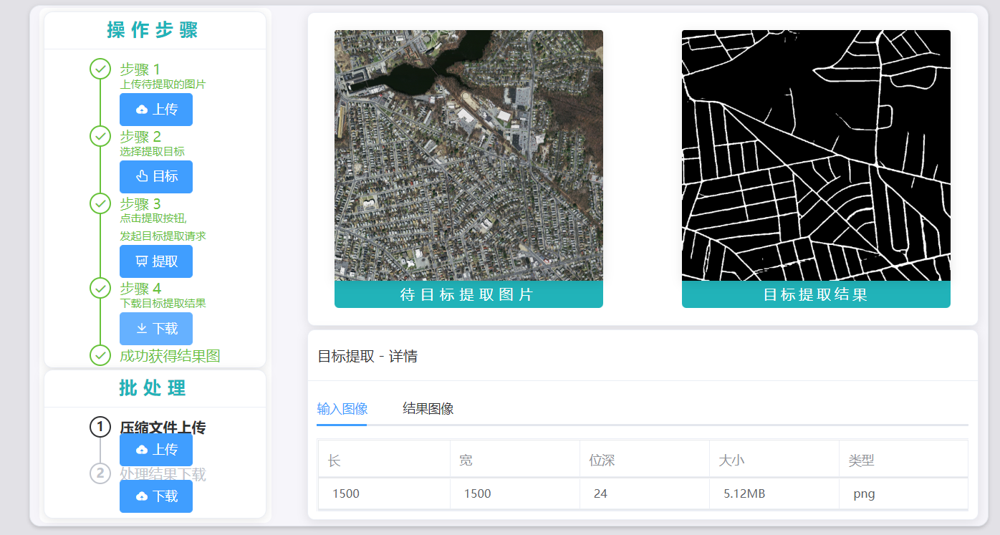 操作步骤
步骤 1
上传待提取的图片
上传
步骤 2
选择提取目标
目标
步骤 3
点击提取按钮,
发起目标提取请求
提取
步骤 4
下载目标提取结果
下载
成功获得结果图
批处理
1 压缩文件上传
上传
2 处理结果下载
下载
待目标提取图片
目标提取结果
目标提取 - 详情
输入图像 结果图像
长 宽 位深 大小 类型
1500 1500 24 5.12MB png